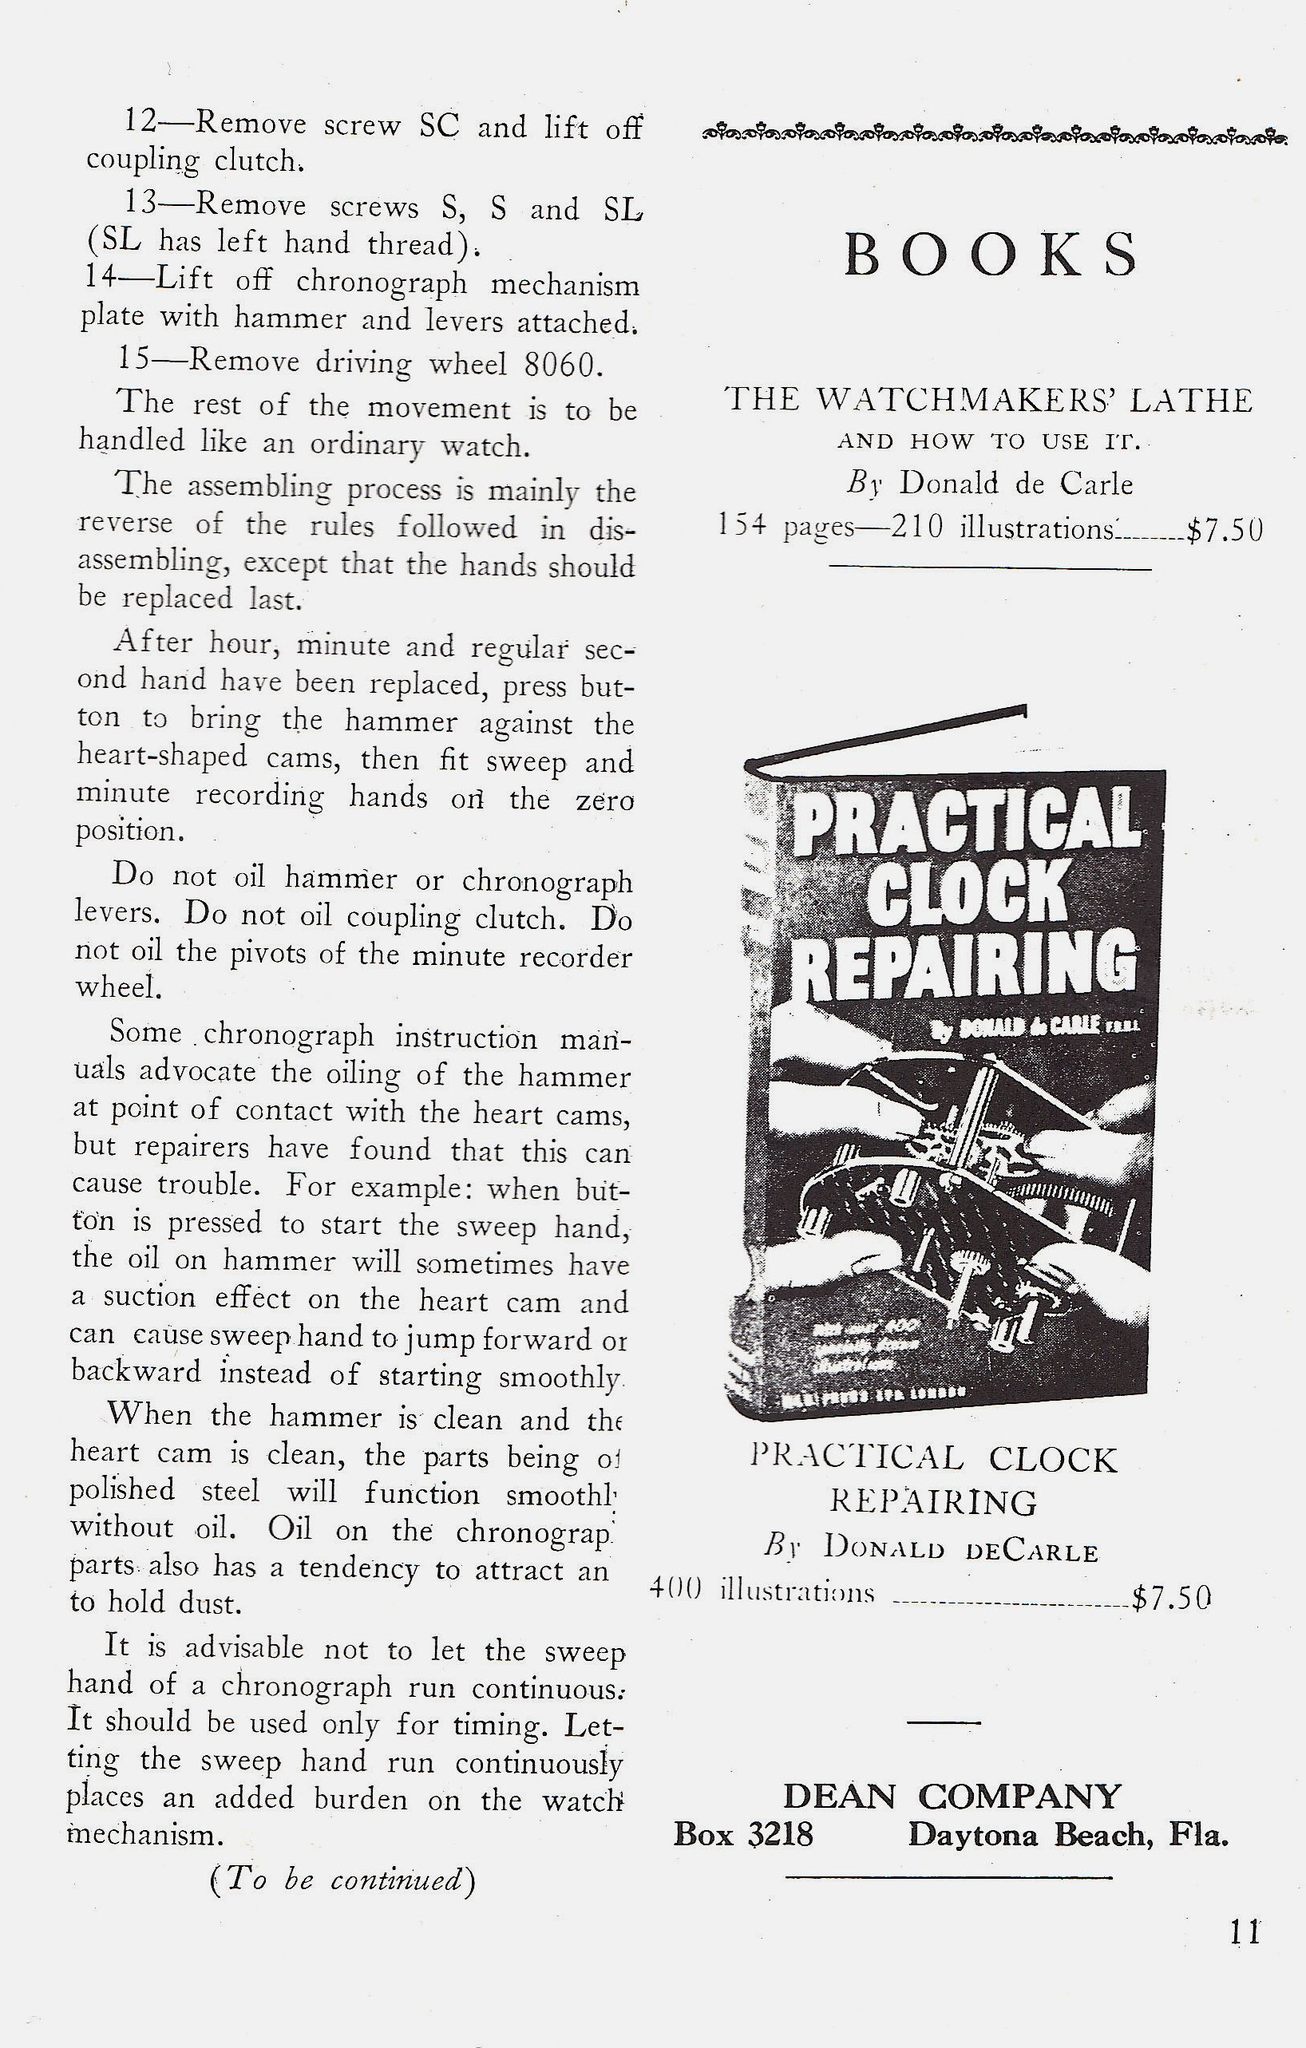 12—Remove screw SC and lift off
coupling clutch.
13—Remove screws S, S and SL
(SL has left hand thread).
14—Lift off chronograph mechanism
plate with hammer and levers attached.
15—Remove driving wheel 8060.
The rest of the movement is to be
handled like an ordinary watch.
The assembling process is mainly the
reverse of the rules followed in dis-
assembling, except that the hands should
be replaced last.
After hour, minute and regular sec-
ond hand have been replaced, press but-
ton to bring the hammer against the
heart-shaped cams, then fit sweep and
minute recording hands on the zero
position.
Do not oil hammer or chronograph
levers. Do not oil coupling clutch. Do
not oil the pivots of the minute recorder
wheel.
Some chronograph instruction man-
uals advocate the oiling of the hammer
at point of contact with the heart cams,
but repairers have found that this can
cause trouble. For example: when but-
ton is pressed to start the sweep hand,
the oil on hammer will sometimes have
a suction effect on the heart cam and
can cause sweep hand to jump forward or
backward instead of starting smoothly.
When the hammer is clean and the
heart cam is clean, the parts being of
polished steel will function smoothl
without oil. Oil on the chronograp
parts also has a tendency to attract an
to hold dust.
It is advisable not to let the sweep
hand of a chronograph run continuous.
It should be used only for timing. Let-
ting the sweep hand run continuously
places an added burden on the watch
mechanism.
(To be continued)
BOOKS
THE WATCHMAKERS' LATHE
AND HOW TO USE IT.
By Donald de Carle
154 pages—210 illustrations........$7.50
PRACTICAL
CLOCK
REPAIRING
By DONALD de CARLE F.B.H.I.
With over 400
illustrations
N.A.G. PRESS LTD. LONDON
PRACTICAL CLOCK
REPAIRING
By DONALD DECARLE
400 illustrations ........................$7.50
DEAN COMPANY
Box 3218 Daytona Beach, Fla.
11